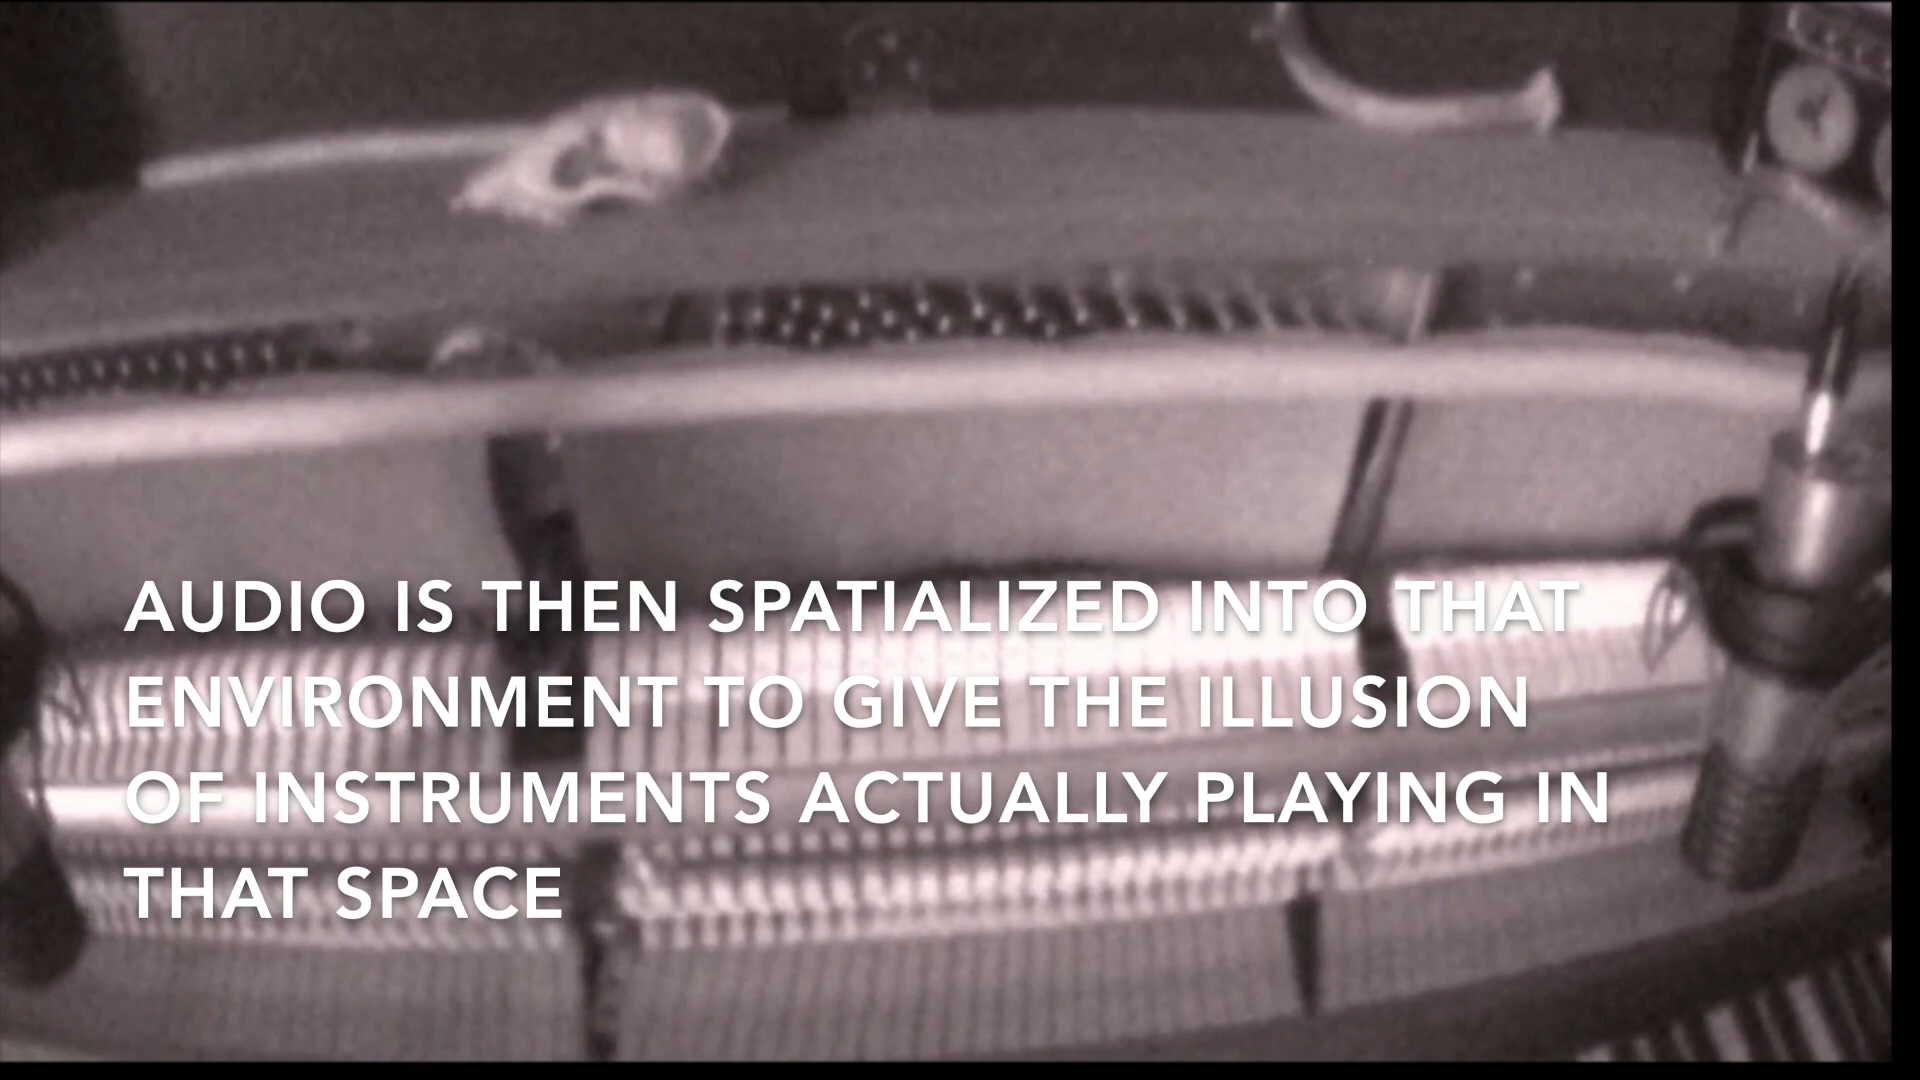 AUDIO IS THEN SPATIALIZED INTO THAT
ENVIRONMENT TO GIVE THE ILLUSION
OF INSTRUMENTS ACTUALLY PLAYING IN
THAT SPACE